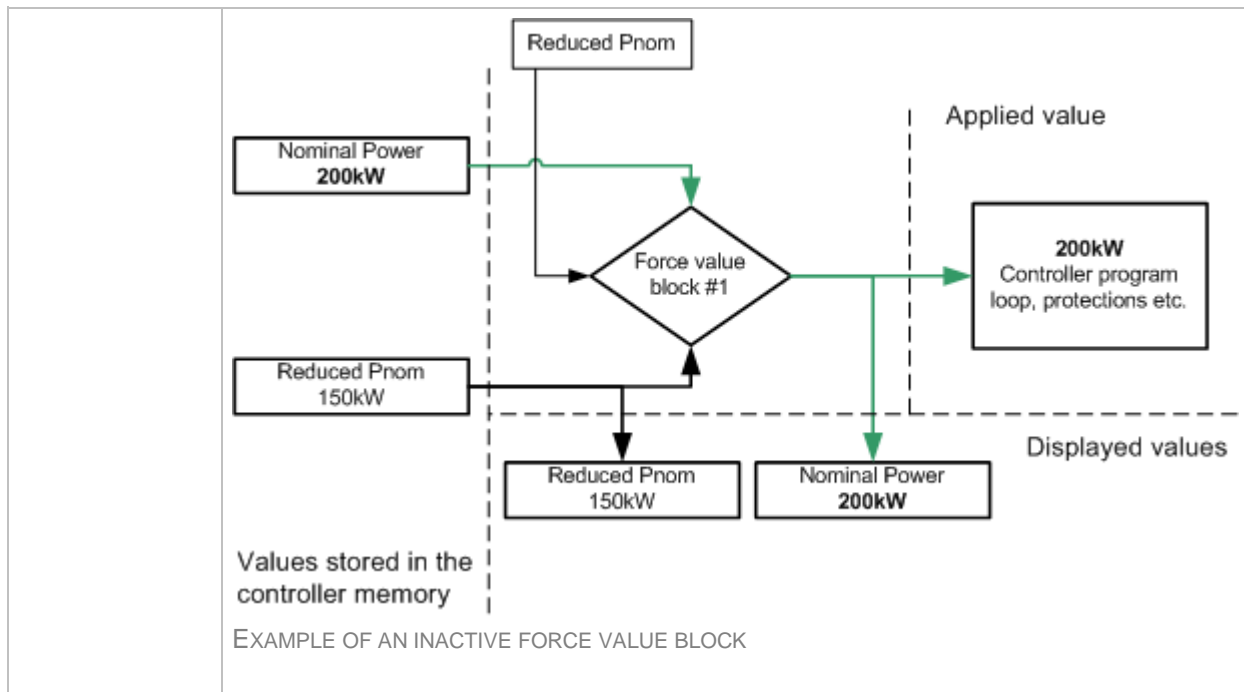 Reduced Pnom
Applied value
Nominal Power
200kW
200kW
Controller program
loop, protections etc.
Force value
block #1
Reduced Pnom
150kW
Displayed values
Reduced Pnom
150kW
Nominal Power
200kW
Values stored in the
controller memory
EXAMPLE OF AN INACTIVE FORCE VALUE BLOCK